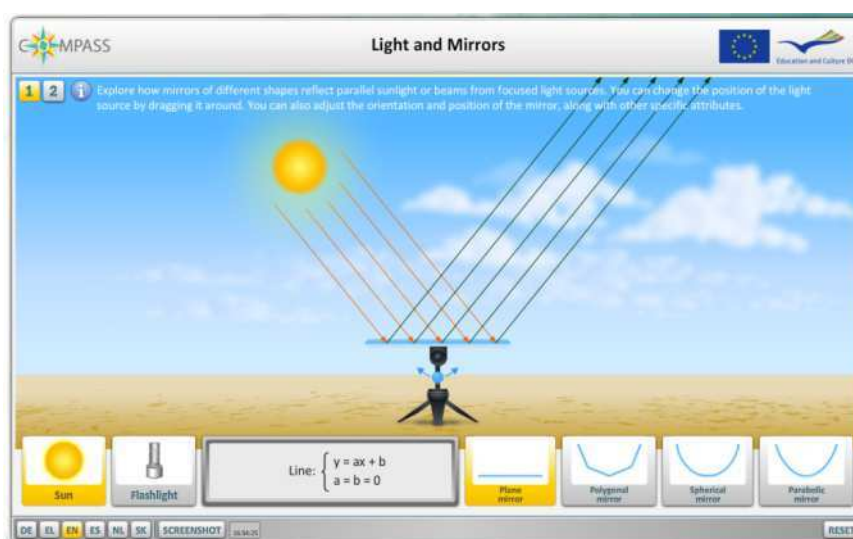 COMPASS
Light and Mirrors
Education and Culture D
1 2 i Explore how mirrors of different shapes reflect parallel sunlight or beams from focused light sources. You can change the position of the light
source by dragging it around. You can also adjust the orientation and position of the mirror, along with other specific attributes.
Sun
Flashlight
Line: { y = ax + b
a = b = 0
Plane
mirror
Polygonal
mirror
Spherical
mirror
Parabolic
mirror
DE EL EN ES NL SK SCREENSHOT 16:54:25
RESET